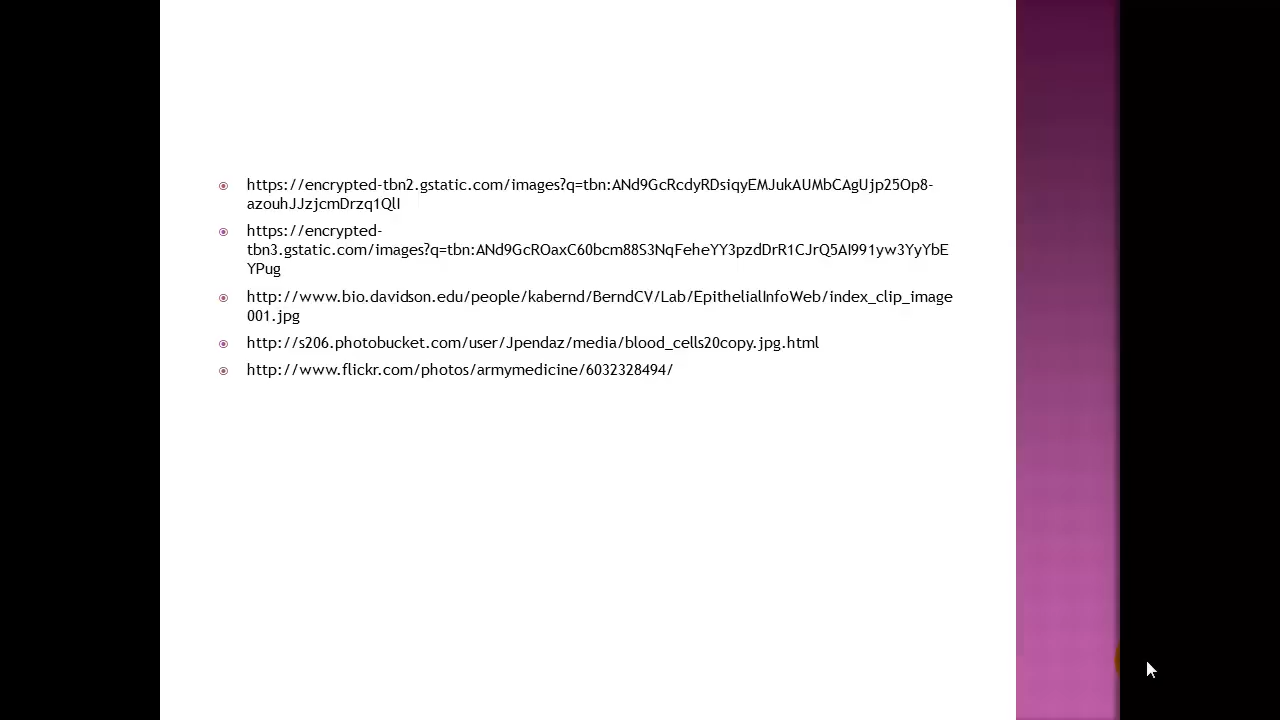 https://encrypted-tbn2.gstatic.com/images?q=tbn:ANd9GcRcdyRDsiqyEMJukAUMbCAgUjp25Op8-
azouhJJzjcmDrzq1QlI
https://encrypted-
tbn3.gstatic.com/images?q=tbn:ANd9GcROaxC60bcm88S3NqFeheYY3pzdDrR1CJrQ5AI991yw3YyYbE
YPug
http://www.bio.davidson.edu/people/kabernd/BerndCV/Lab/EpithelialInfoWeb/index_clip_image
001.jpg
http://s206.photobucket.com/user/Jpendaz/media/blood_cells20copy.jpg.html
http://www.flickr.com/photos/armymedicine/6032328494/